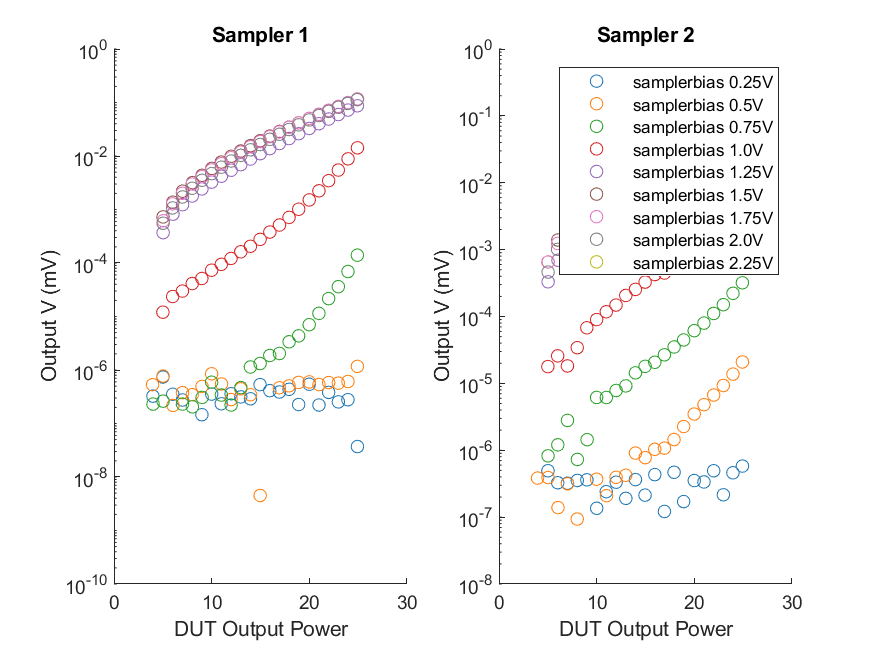 Sampler 1
10^0
10^-2
10^-4
10^-6
10^-8
10^-10
Output V (mV)
0
10
20
30
DUT Output Power
Sampler 2
10^0
10^-1
10^-2
10^-3
10^-4
10^-5
10^-6
10^-7
10^-8
Output V (mV)
0
10
20
30
DUT Output Power
samplerbias 0.25V
samplerbias 0.5V
samplerbias 0.75V
samplerbias 1.0V
samplerbias 1.25V
samplerbias 1.5V
samplerbias 1.75V
samplerbias 2.0V
samplerbias 2.25V